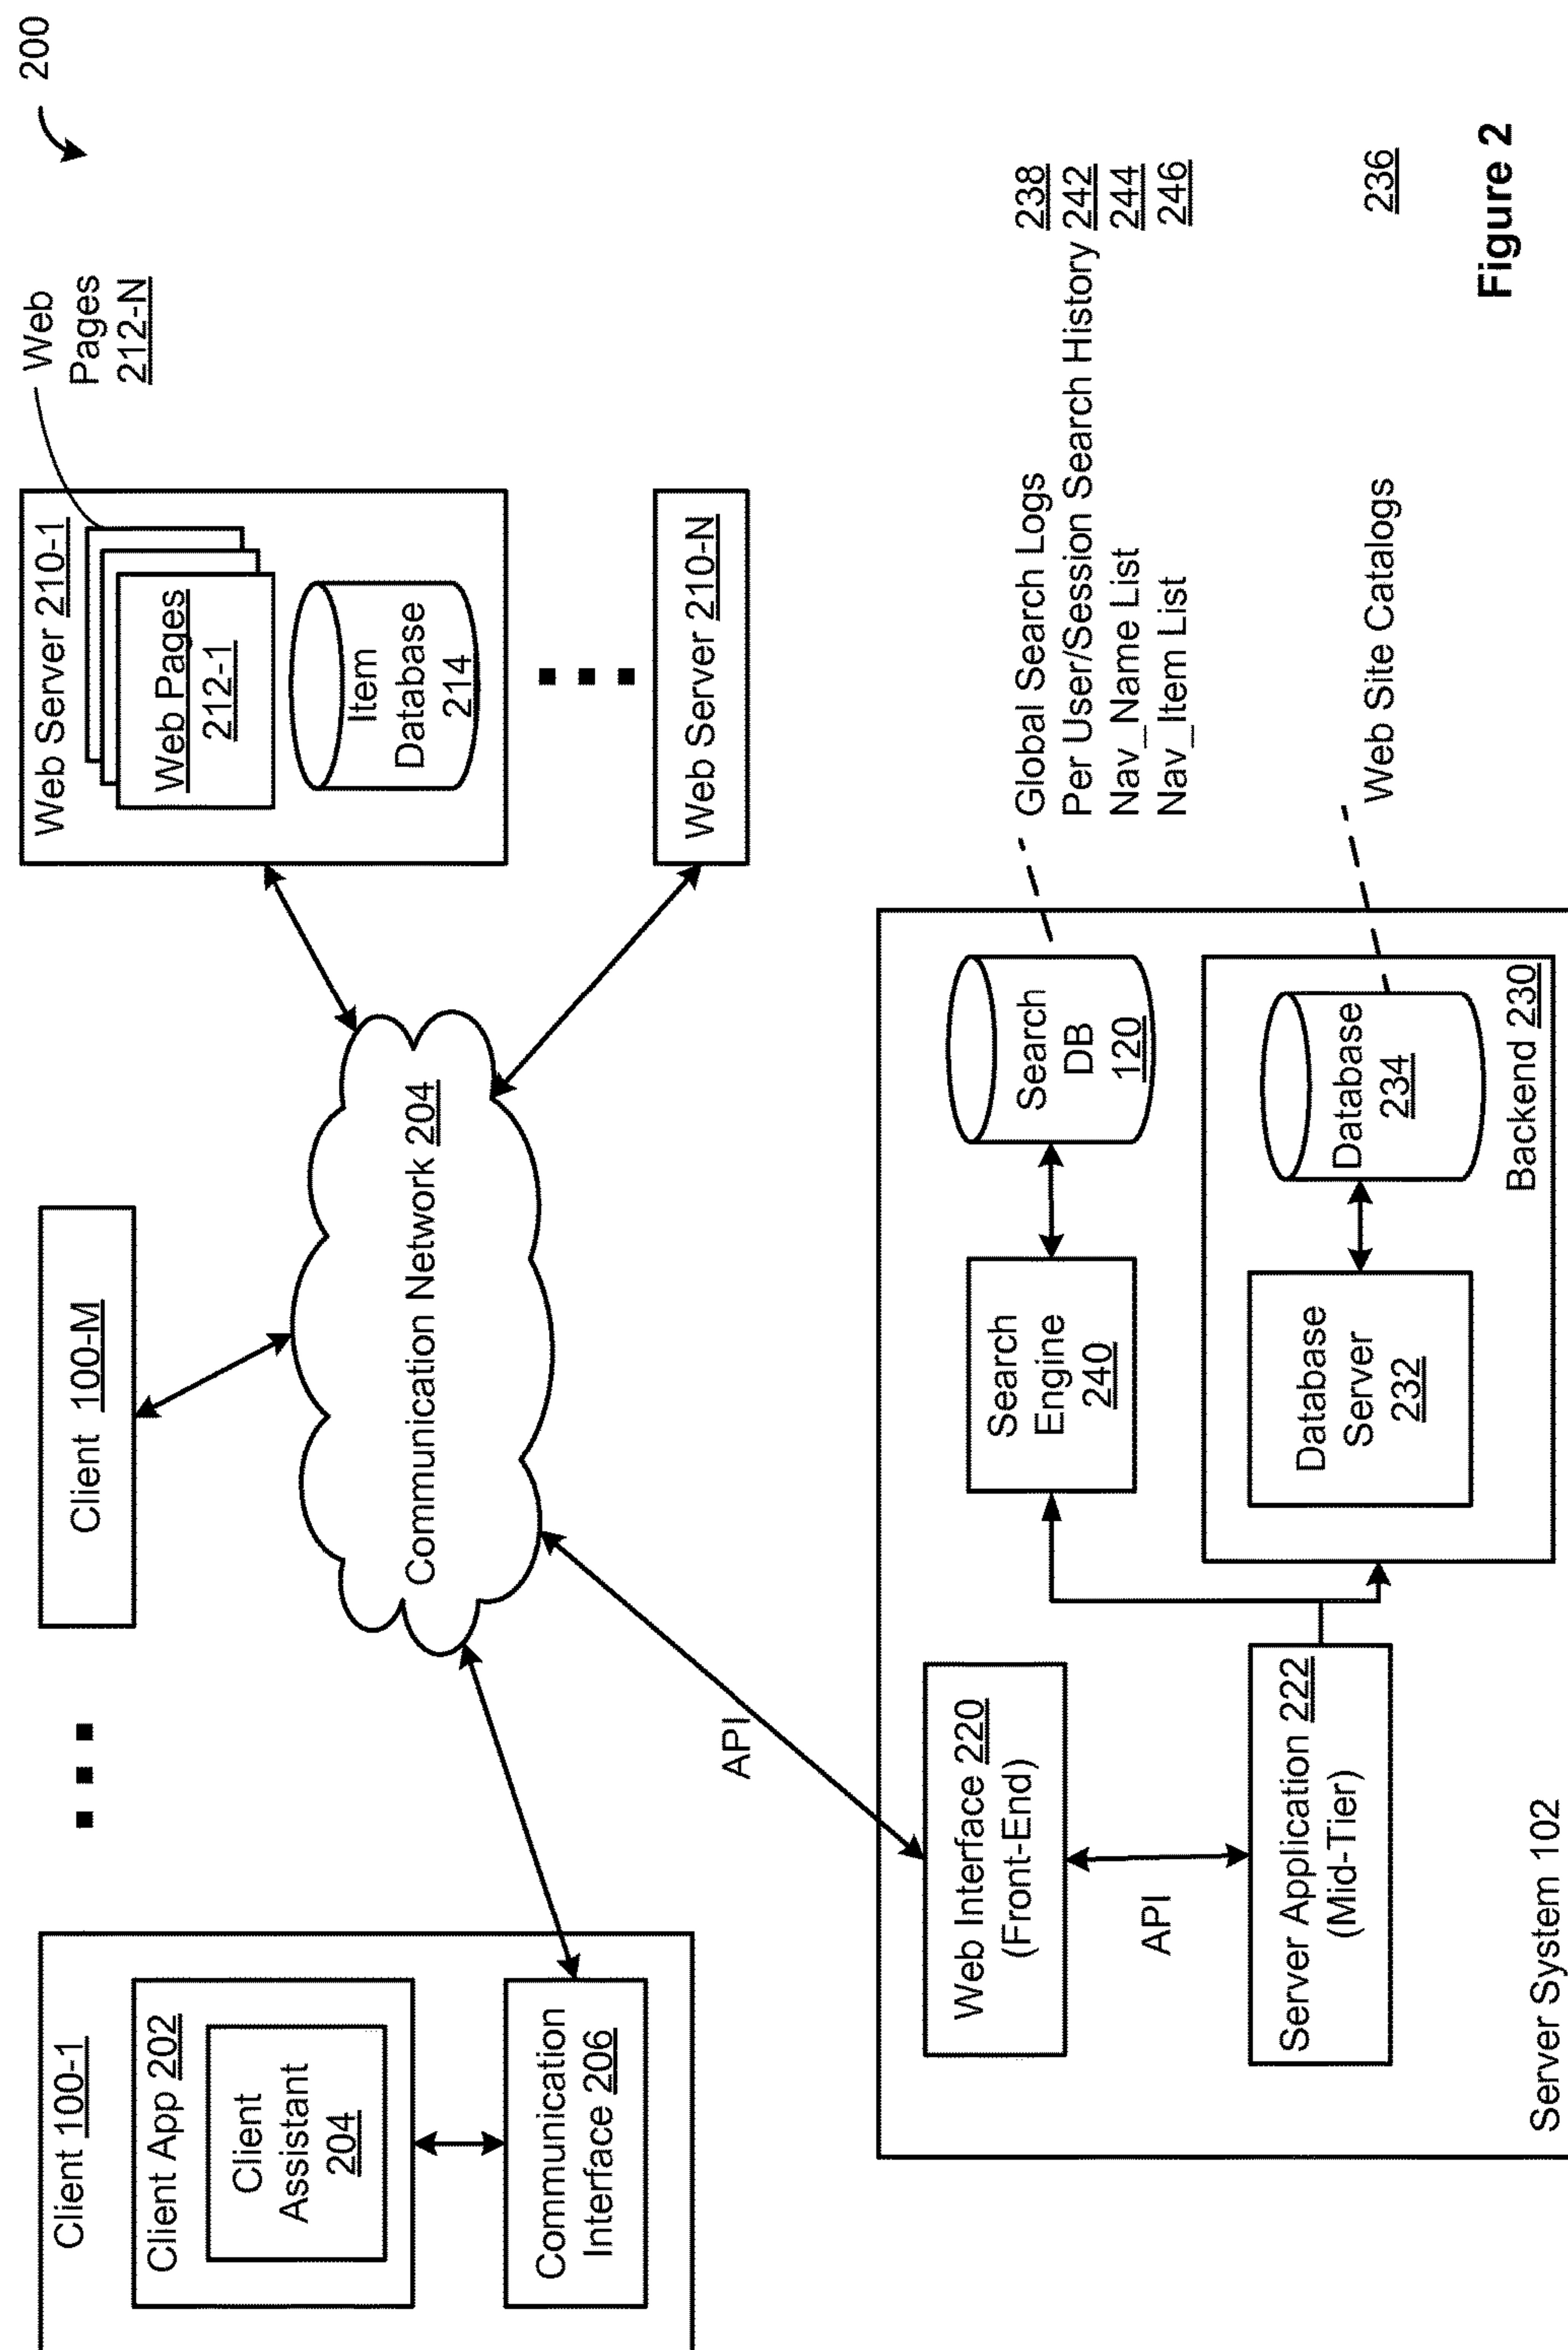 200
Client 100-1
Client App 202
Client
Assistant
204
Communication
Interface 206
Client 100-M
Communication Network 204
Web Server 210-1
Web Pages
212-1
Item
Database
214
Web
Pages
212-N
Web Server 210-N
API
Web Interface 220
(Front-End)
API
Server Application 222
(Mid-Tier)
Server System 102
Search
Engine
240
Search
DB
120
Database
Server
232
Database
234
Backend 230
Global Search Logs 238
Per User/Session Search History 242
Nav_Name List 244
Nav_Item List 246
Web Site Catalogs 236
Figure 2